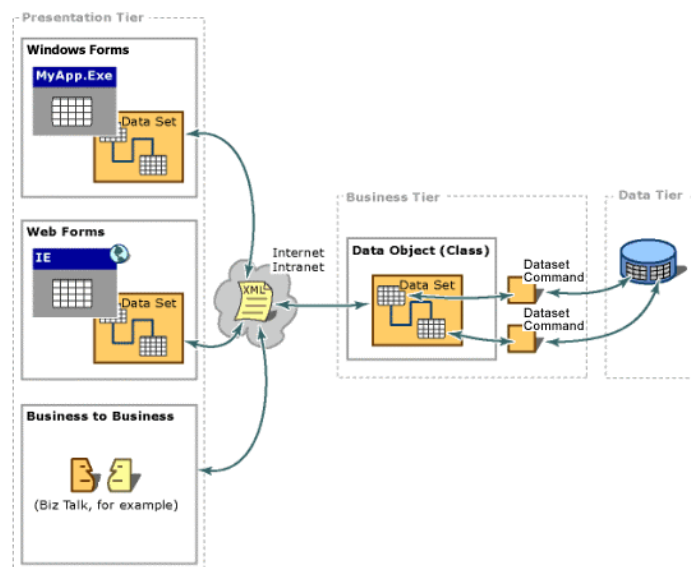 Presentation Tier
Windows Forms
MyApp.Exe
Data Set
Web Forms
IE
Data Set
Business to Business
(Biz Talk, for example)
Internet
Intranet
XML
Business Tier
Data Object (Class)
Data Set
Dataset
Command
Dataset
Command
Data Tier